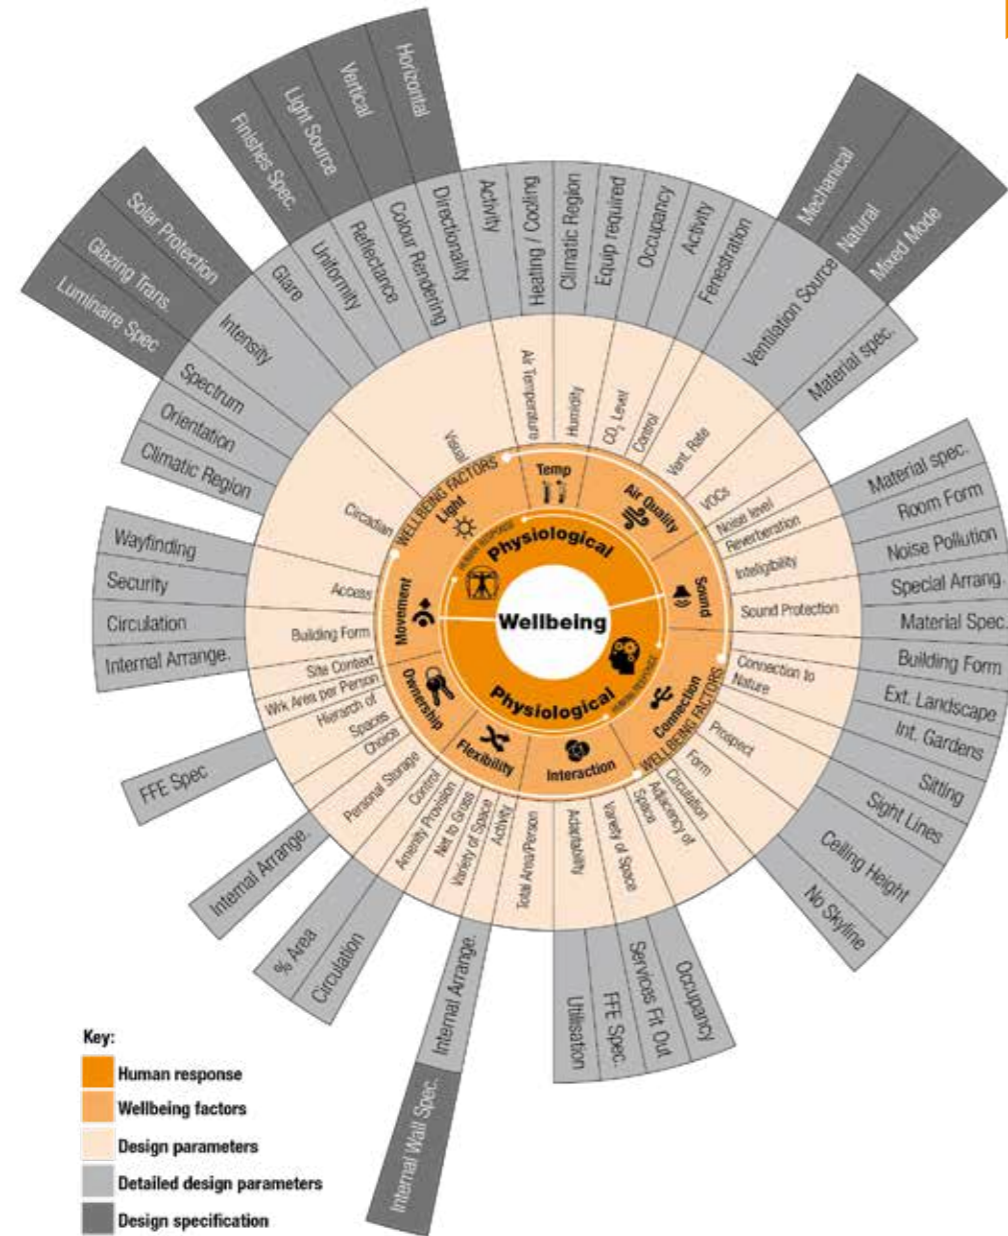 Horizontal
Vertical
Light Source
Finishes Spec.
Solar Protection
Glazing Trans.
Luminaire Spec
Mechanical
Natural
Mixed Mode
Climatic Region
Orientation
Spectrum
Intensity
Glare
Uniformity
Reflectance
Colour Rendering
Directionality
Activity
Heating / Cooling
Climatic Region
Equip required
Occupancy
Activity
Fenestration
Ventilation Source
Material spec.
Material spec.
Room Form
Noise Pollution
Special Arrang.
Material Spec.
Building Form
Ext. Landscape
Int. Gardens
Sitting
Sight Lines
Ceiling Height
No Skyline
Occupancy
Services Fit Out
FFE Spec.
Utilisation
Internal Arrange.
Internal Wall Spec.
Circulation
% Area
Internal Arrange.
FFE Spec
Internal Arrange.
Circulation
Security
Wayfinding
Circadian
Visual
Air Temperature
Humidity
CO₂ Level
Control
Vent. Rate
VOCs
Noise level
Reverberation
Inteligibility
Sound Protection
Connection to
Nature
Prospect
Form
Circulation
Adjacency of
Space
Variety of Space
Adaptability
Total Area/Person
Activity
Variety of Space
Net to Gross
Amenity Provision
Control
Personal Storage
Choice
Hierarch of
Spaces
Wrk Area per Person
Site Context
Building Form
Access
WELLBEING FACTORS
Light
Temp
Air Quality
Sound
Connection
WELLBEING FACTORS
Interaction
Flexibility
Ownership
Movement
HUMAN RESPONSE
Physiological
Wellbeing
Physiological
HUMAN RESPONSE
Key:
Human response
Wellbeing factors
Design parameters
Detailed design parameters
Design specification